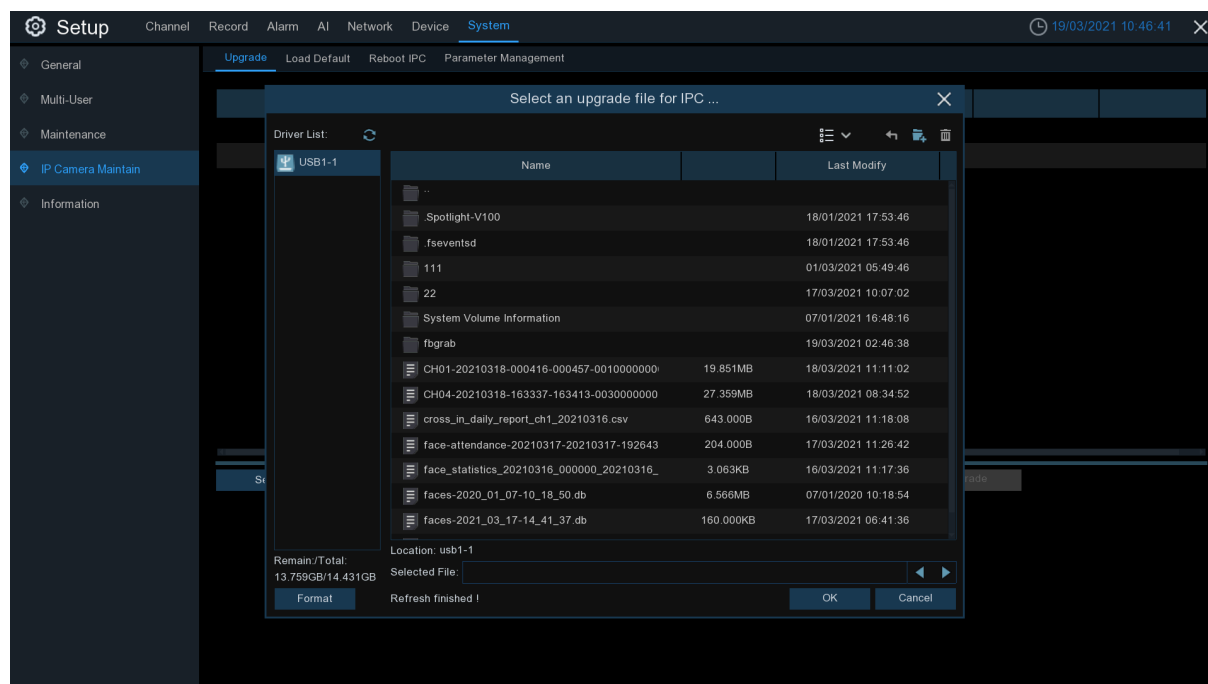 Setup Channel Record Alarm AI Network Device System 19/03/2021 10:46:41
General
Multi-User
Maintenance
IP Camera Maintain
Information
Upgrade Load Default Reboot IPC Parameter Management
Select an upgrade file for IPC ...
Driver List:
USB1-1
Name Last Modify
..
.Spotlight-V100 18/01/2021 17:53:46
.fseventsd 18/01/2021 17:53:46
111 01/03/2021 05:49:46
22 17/03/2021 10:07:02
System Volume Information 07/01/2021 16:48:16
fbgrab 19/03/2021 02:46:38
CH01-20210318-000416-000457-0010000000 19.851MB 18/03/2021 11:11:02
CH04-20210318-163337-163413-0030000000 27.359MB 18/03/2021 08:34:52
cross_in_daily_report_ch1_20210316.csv 643.000B 16/03/2021 11:18:08
face-attendance-20210317-20210317-192643 204.000B 17/03/2021 11:26:42
face_statistics_20210316_000000_20210316_ 3.063KB 16/03/2021 11:17:36
faces-2020_01_07-10_18_50.db 6.566MB 07/01/2020 10:18:54
faces-2021_03_17-14_41_37.db 160.000KB 17/03/2021 06:41:36
Remain:/Total:
13.759GB/14.431GB
Format
Location: usb1-1
Selected File:
Refresh finished !
OK Cancel
Se
rade